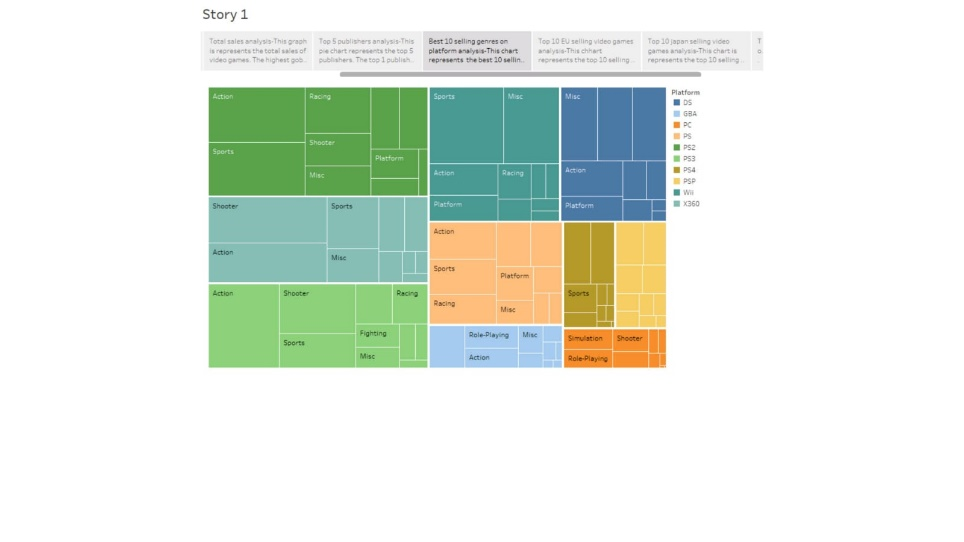 Story 1
Total sales analysis-This graph
is represents the total sales of
video games. The highest gob..
Top 5 publishers analysis-This
pie chart represents the top 5
publishers. The top 1 publish..
Best 10 selling genres on
platform analysis-This chart
represents the best 10 sellin..
Top 10 EU selling video games
analysis-This chhart
represents the top 10 selling...
Top 10 japan selling video
games analysis-This chart is
represents the top 10 selling...
T
o..
Action
Racing
Shooter
Sports
Misc
Platform
Sports
Misc
Action
Racing
Platform
Misc
Action
Platform
Shooter
Sports
Action
Misc
Action
Shooter
Racing
Sports
Fighting
Misc
Action
Sports
Platform
Racing
Misc
Role-Playing
Misc
Action
Sports
Simulation
Shooter
Role-Playing
Platform
DS
GBA
PC
PS
PS2
PS3
PS4
PSP
Wii
X360